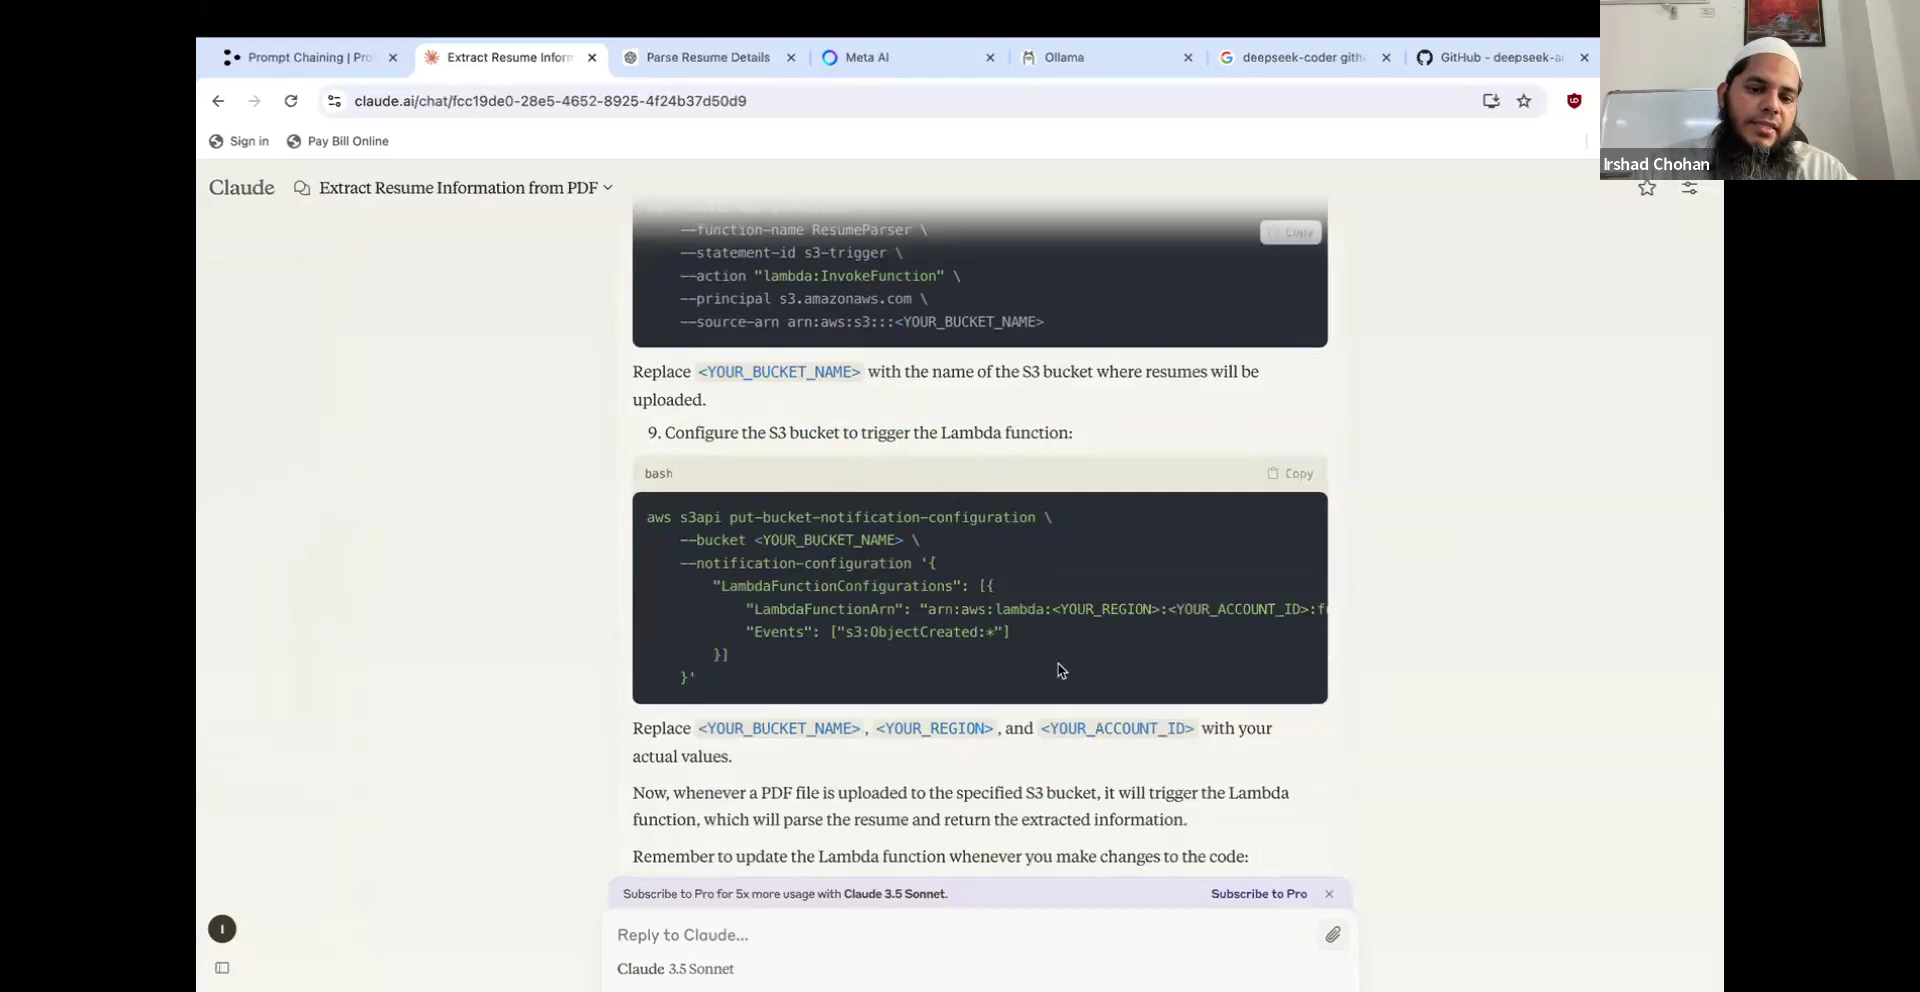 Prompt Chaining | Pro
Extract Resume Inform
Parse Resume Details
Meta AI
Ollama
deepseek-coder gith
GitHub - deepseek-ai
claude.ai/chat/fcc19de0-28e5-4652-8925-4f24b37d50d9
Sign in
Pay Bill Online
Irshad Chohan
Claude
Extract Resume Information from PDF
--function-name ResumeParser \
Copy
--statement-id s3-trigger \
--action "lambda:InvokeFunction" \
--principal s3.amazonaws.com \
--source-arn arn:aws:s3:::<YOUR_BUCKET_NAME>
Replace <YOUR_BUCKET_NAME> with the name of the S3 bucket where resumes will be
uploaded.
9. Configure the S3 bucket to trigger the Lambda function:
bash
Copy
aws s3api put-bucket-notification-configuration \
--bucket <YOUR_BUCKET_NAME> \
--notification-configuration '{
"LambdaFunctionConfigurations": [{
"LambdaFunctionArn": "arn:aws:lambda:<YOUR_REGION>:<YOUR_ACCOUNT_ID>:f
"Events": ["s3:ObjectCreated:*"]
}]
}'
Replace <YOUR_BUCKET_NAME>, <YOUR_REGION>, and <YOUR_ACCOUNT_ID> with your
actual values.
Now, whenever a PDF file is uploaded to the specified S3 bucket, it will trigger the Lambda
function, which will parse the resume and return the extracted information.
Remember to update the Lambda function whenever you make changes to the code:
Subscribe to Pro for 5x more usage with Claude 3.5 Sonnet.
Subscribe to Pro
I
Reply to Claude...
Claude 3.5 Sonnet